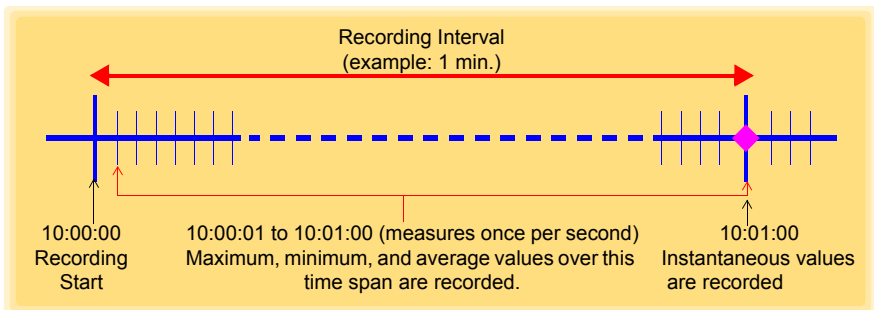 Recording Interval
(example: 1 min.)
10:00:00
Recording
Start
10:00:01 to 10:01:00 (measures once per second)
Maximum, minimum, and average values over this
time span are recorded.
10:01:00
Instantaneous values
are recorded